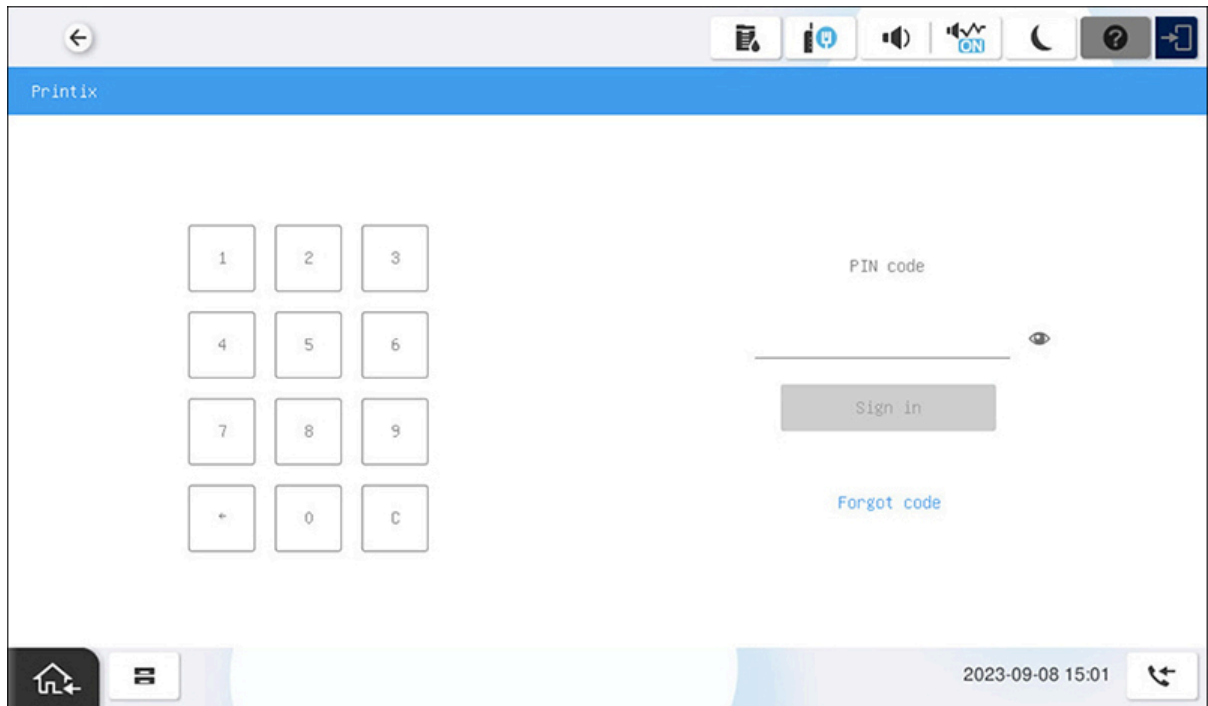 ON
Printix
1 2 3
4 5 6
7 8 9
← 0 C
PIN code
Sign in
Forgot code
2023-09-08 15:01